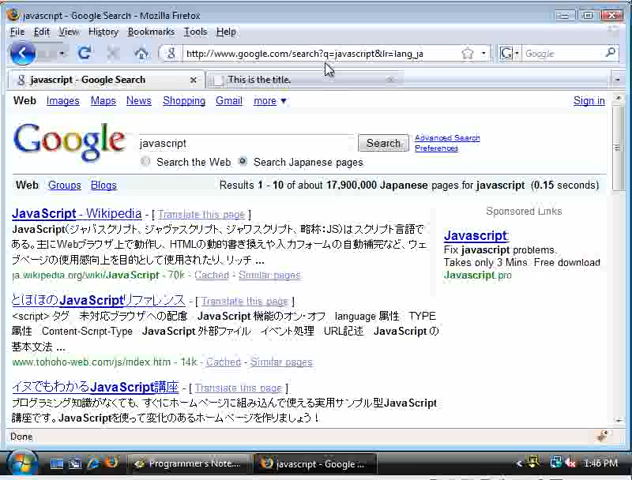 javascript - Google Search - Mozilla Firefox
File Edit View History Bookmarks Tools Help
http://www.google.com/search?q=javascript&lr=lang_ja
Google
javascript - Google Search
This is the title.
Web Images Maps News Shopping Gmail more ▼
Sign in
Google
javascript
Search
Advanced Search
Preferences
Search the Web
Search Japanese pages
Web Groups Blogs
Results 1 - 10 of about 17,900,000 Japanese pages for javascript (0.15 seconds)
JavaScript - Wikipedia - [ Translate this page ]
JavaScript(ジャバスクリプト、ジャヴァスクリプト、ジャワスクリプト、略称:JS)はスクリプト言語で
ある。主にWebブラウザ上で動作し、HTMLの動的書き換えや入力フォームの自動補完など、ウェ
ブページの使用感向上を目的として使用されたり、リッチ ...
ja.wikipedia.org/wiki/JavaScript - 70k - Cached - Similar pages
Sponsored Links
Javascript
Fix javascript problems.
Takes only 3 Mins. Free download
Javascript.pro
とほほのJavaScriptリファレンス - [ Translate this page ]
<script> タグ 未対応ブラウザへの配慮 JavaScript 機能のオン・オフ language 属性 TYPE
属性 Content-Script-Type JavaScript 外部ファイル イベント処理 URL記述 JavaScript の
基本文法 ...
www.tohoho-web.com/js/index.htm - 14k - Cached - Similar pages
イヌでもわかるJavaScript講座 - [ Translate this page ]
プログラミング知識がなくても、すぐにホームページに組み込んで使える実用サンプル型JavaScript
講座です。JavaScriptを使って変化のあるホームページを作りましょう！
Done
Programmer's Note...
javascript - Google ...
1:46 PM